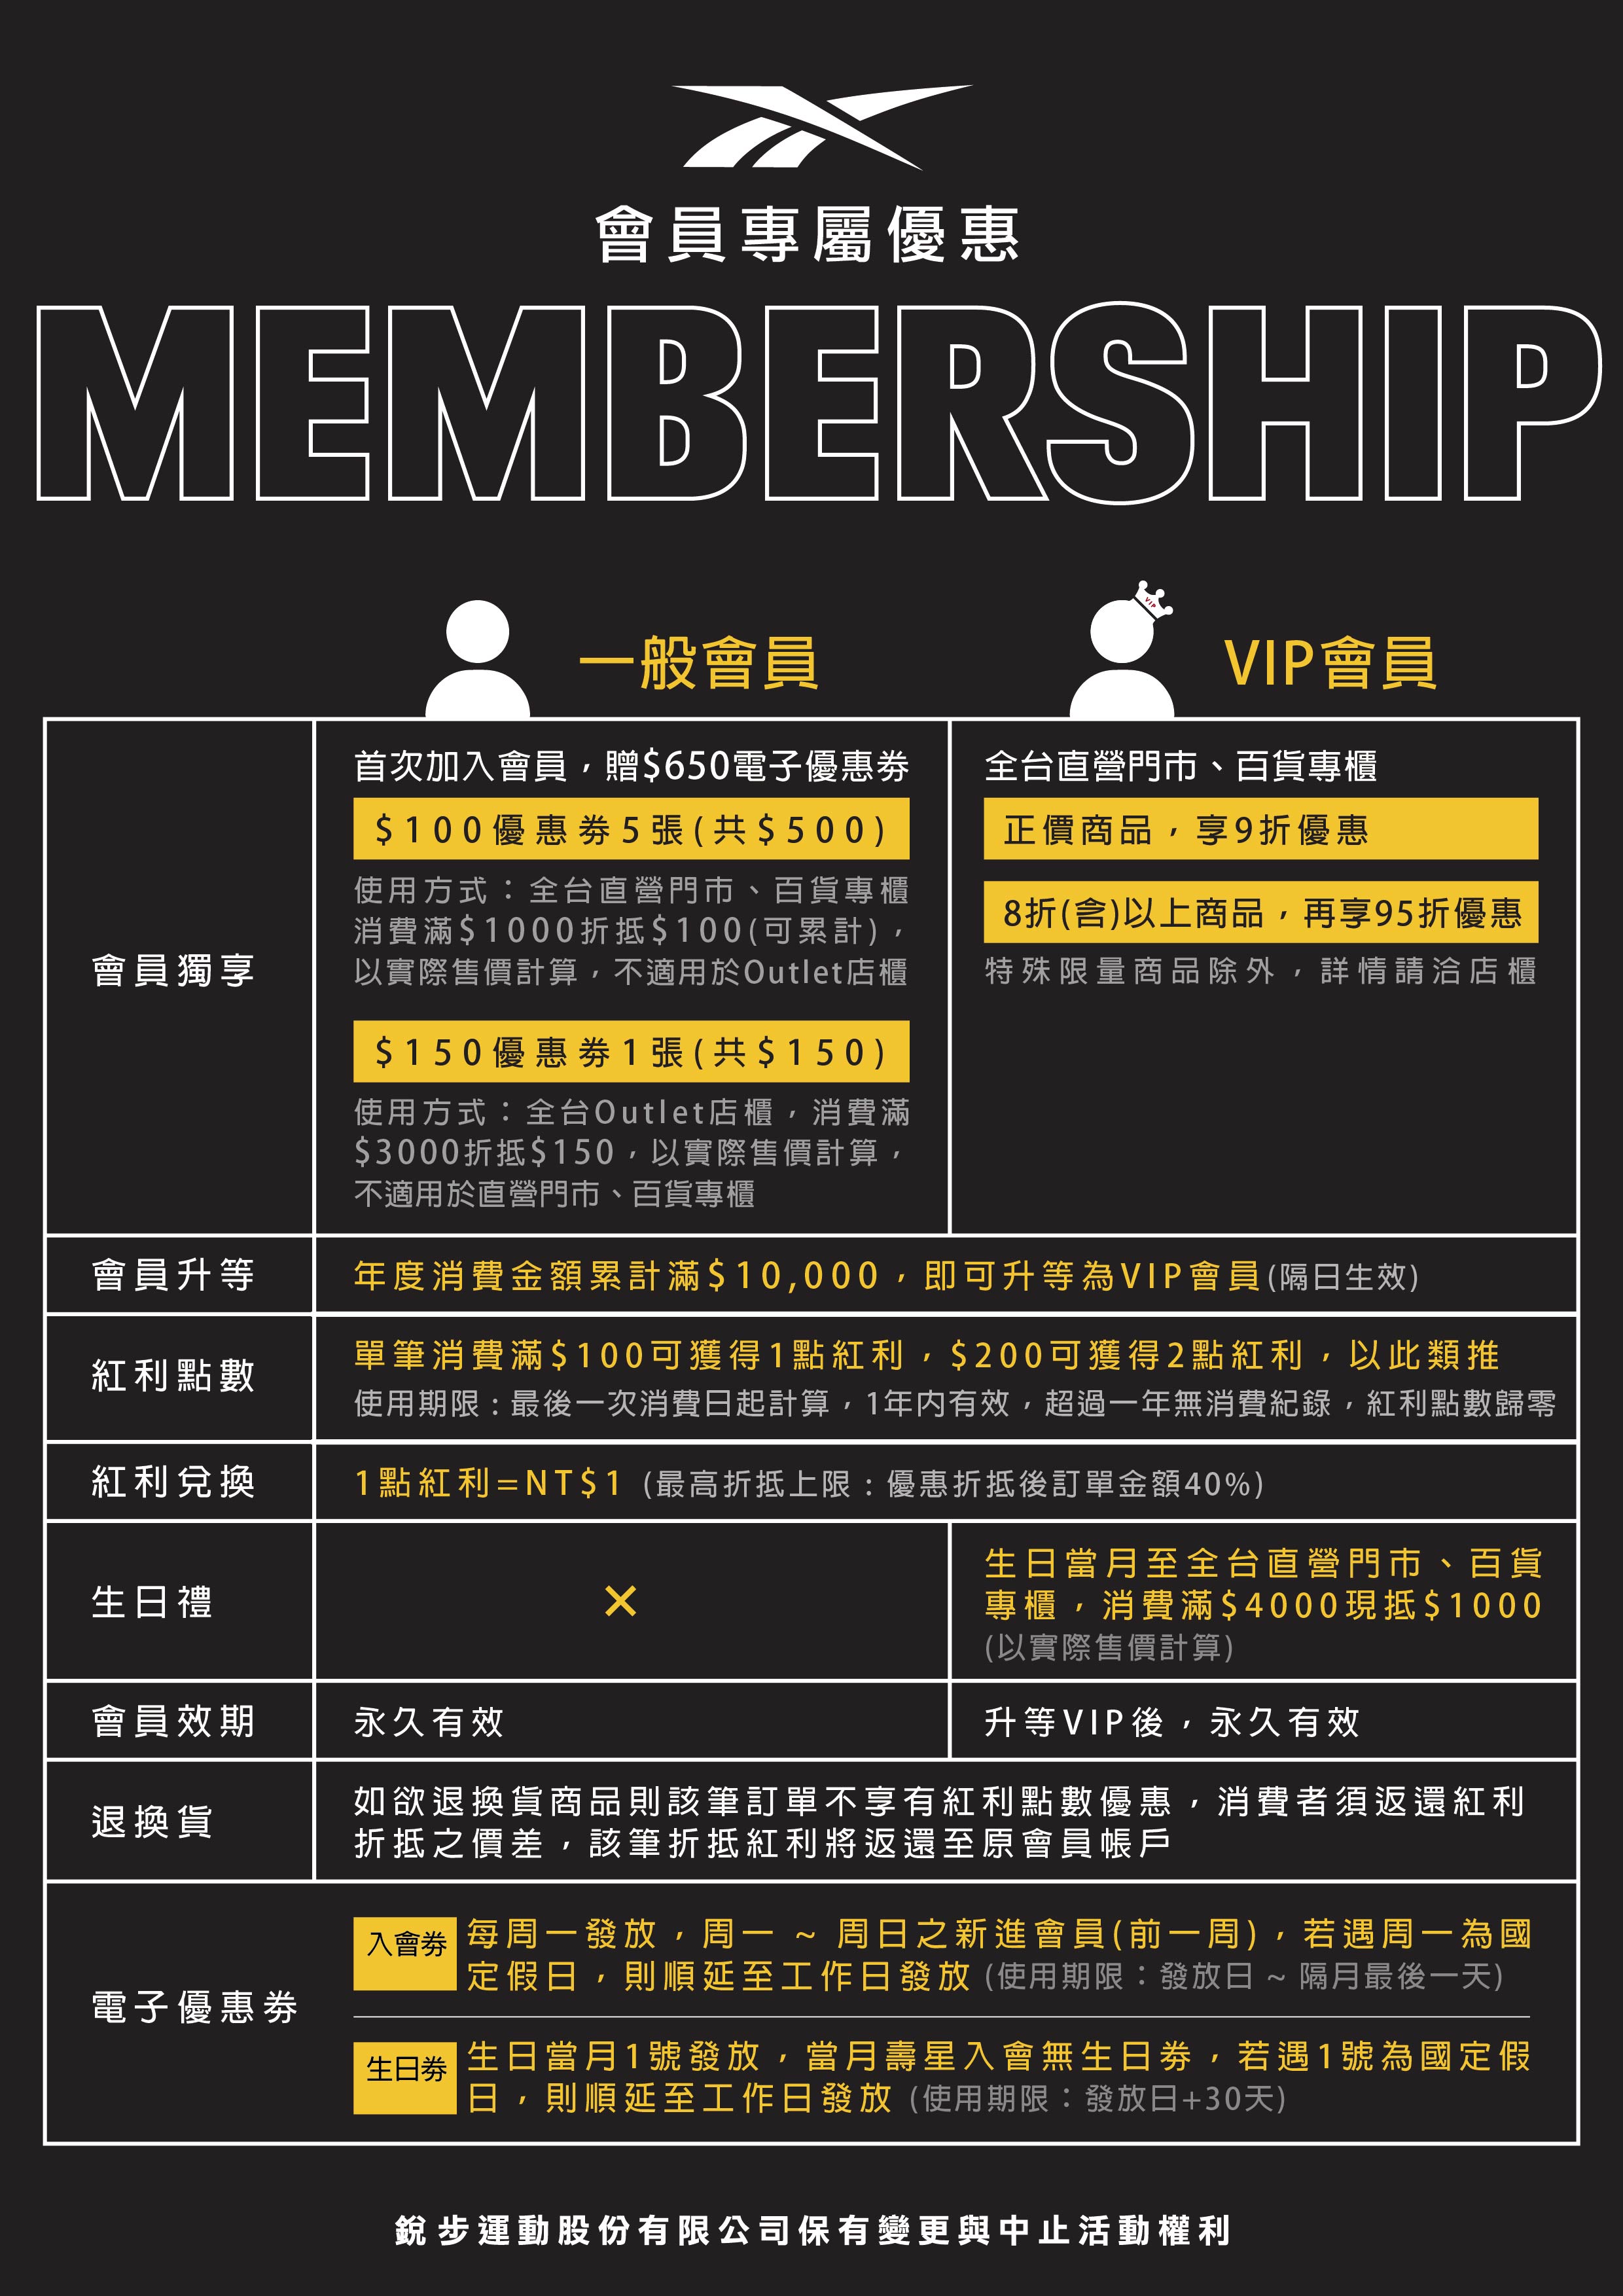 會員專屬優惠
MEMBERSHIP
一般會員
VIP會員
VIP
會員獨享
首次加入會員，贈$650電子優惠券
$100優惠券5張(共$500)
使用方式：全台直營門市、百貨專櫃
消費滿$1000折抵$100(可累計)，
以實際售價計算，不適用於Outlet店櫃
$150優惠券1張(共$150)
使用方式：全台Outlet店櫃，消費滿
$3000折抵$150，以實際售價計算，
不適用於直營門市、百貨專櫃
全台直營門市、百貨專櫃
正價商品，享9折優惠
8折(含)以上商品，再享95折優惠
特殊限量商品除外，詳情請洽店櫃
會員升等
年度消費金額累計滿$10,000，即可升等為VIP會員(隔日生效)
紅利點數
單筆消費滿$100可獲得1點紅利，$200可獲得2點紅利，以此類推
使用期限：最後一次消費日起計算，1年內有效，超過一年無消費紀錄，紅利點數歸零
紅利兌換
1點紅利=NT$1 (最高折抵上限：優惠折抵後訂單金額40%)
生日禮
×
生日當月至全台直營門市、百貨
專櫃，消費滿$4000現抵$1000
(以實際售價計算)
會員效期
永久有效
升等VIP後，永久有效
退換貨
如欲退換貨商品則該筆訂單不享有紅利點數優惠，消費者須返還紅利
折抵之價差，該筆折抵紅利將返還至原會員帳戶
電子優惠券
入會券
每周一發放，周一 ~ 周日之新進會員(前一周)，若遇周一為國
定假日，則順延至工作日發放 (使用期限：發放日 ~ 隔月最後一天)
生日券
生日當月1號發放，當月壽星入會無生日券，若遇1號為國定假
日，則順延至工作日發放 (使用期限：發放日+30天)
銳步運動股份有限公司保有變更與中止活動權利